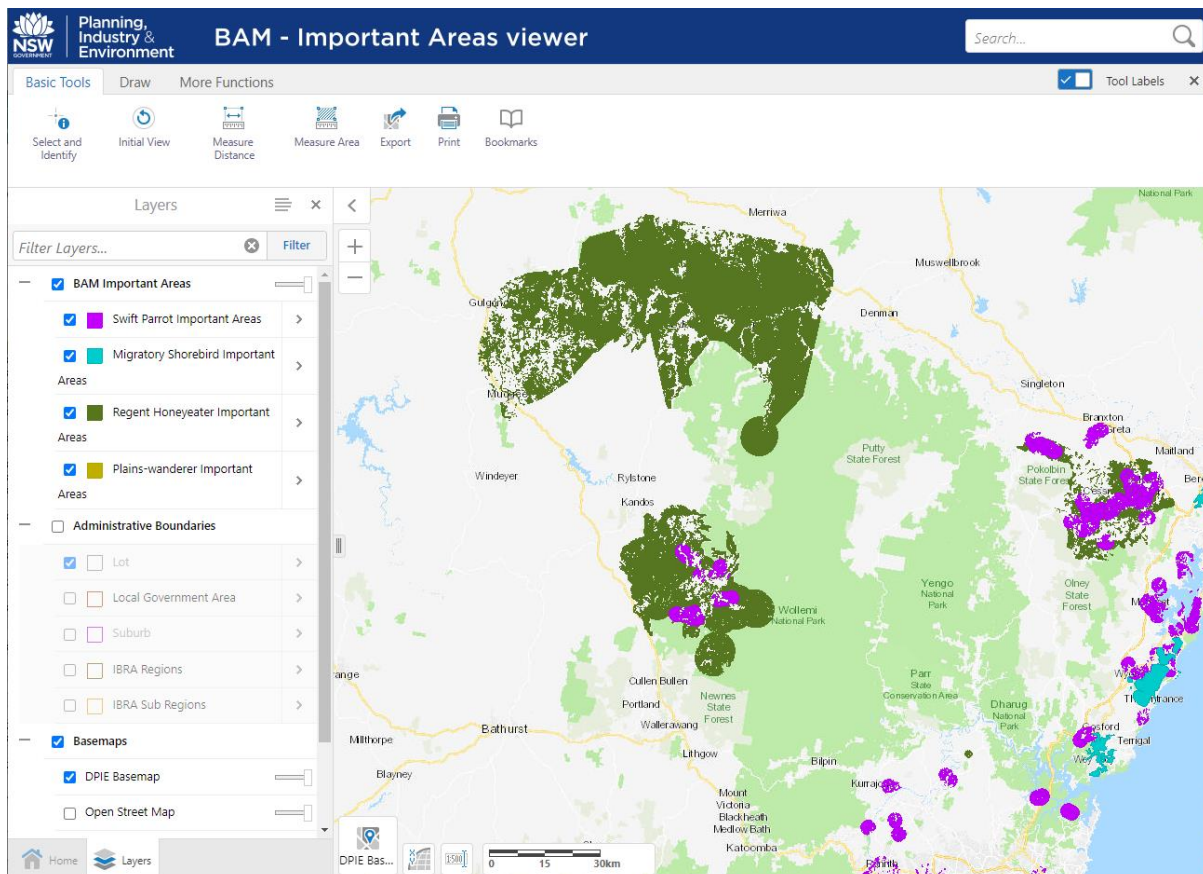 NSW
GOVERNMENT
Planning,
Industry &
Environment
BAM - Important Areas viewer
Search...
Basic Tools
Draw
More Functions
Tool Labels
Select and
Identify
Initial View
Measure
Distance
Measure Area
Export
Print
Bookmarks
Layers
Filter Layers...
Filter
BAM Important Areas
Swift Parrot Important Areas
Migratory Shorebird Important
Areas
Regent Honeyeater Important
Areas
Plains-wanderer Important
Areas
Administrative Boundaries
Lot
Local Government Area
Suburb
IBRA Regions
IBRA Sub Regions
Basemaps
DPIE Basemap
Open Street Map
Home
Layers
National Park
Merriwa
Muswellbrook
Denman
Singleton
Branxton
Greta
Maitland
Pokolbin
State Fores
Putty
State Forest
Windeyer
Rylstone
Kandos
Yengo
National
Park
Olney
State
Forest
Wollemi
National Park
Cullen Bullen
Portland
Newnes
State
Forest
Wallerawang
Parr
State
Conservation Area
Dharug
National
Park
Gosford
Terrigal
range
Bathurst
Millthorpe
Blayney
Lithgow
Bilpin
Kurraj
Mount
Victoria
Blackheath
Medlow Bath
Katoomba
DPIE Bas...
1:500
0
15
30km